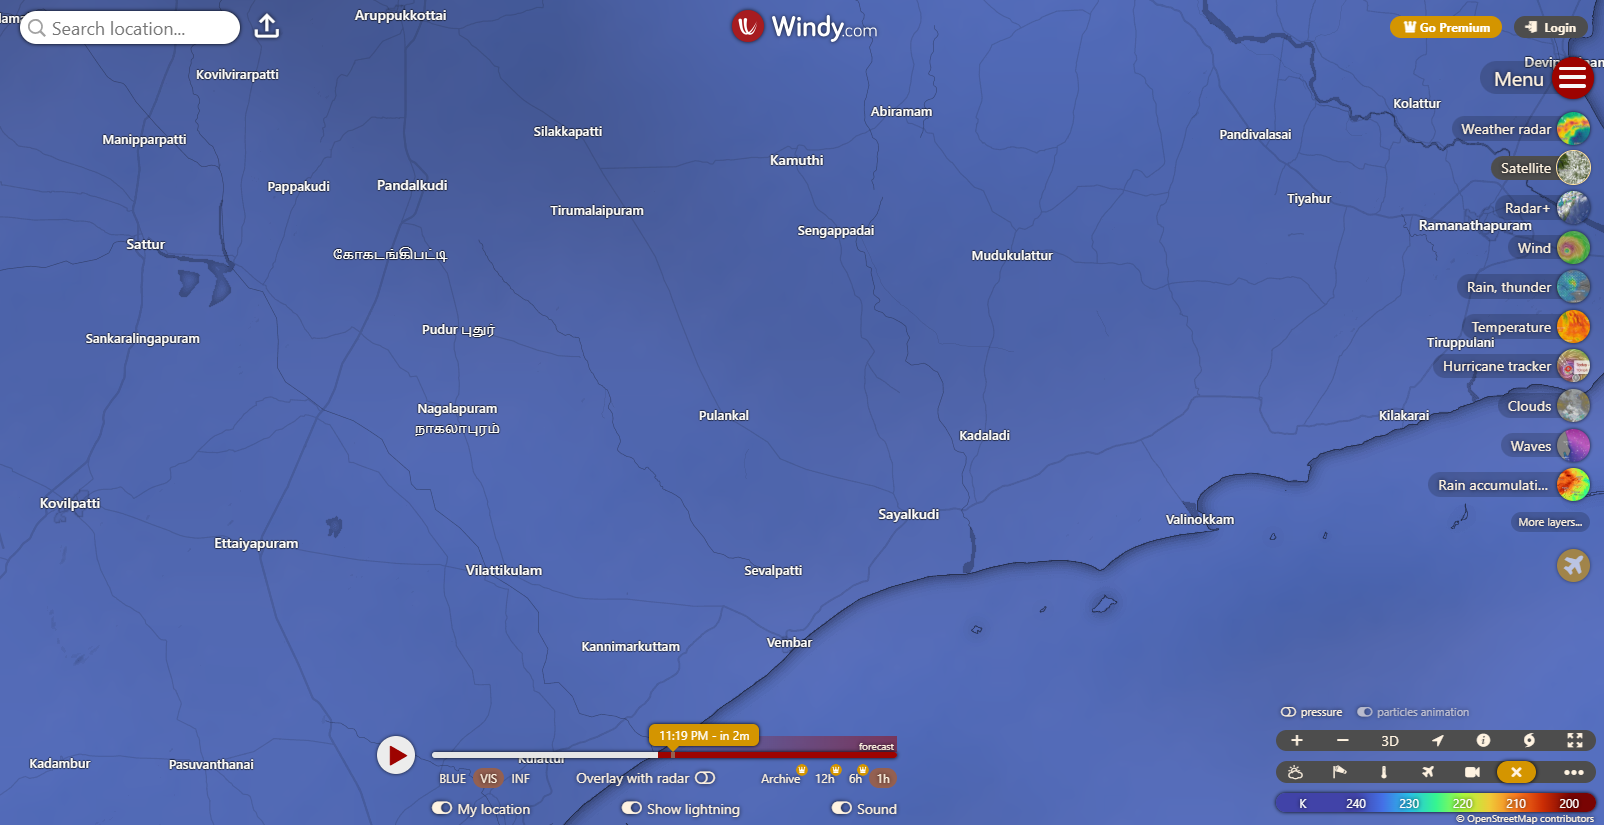 Aruppukkottai
Search location...
Windy.com
Go Premium
Login
Menu
Kovilvirarpatti
Kolattur
Abiramam
Weather radar
Silakkapatti
Pandivalasai
Manipparpatti
Kamuthi
Satellite
Pappakudi
Pandalkudi
Tiyahur
Radar+
Tirumalaipuram
Ramanathapuram
Sengappadai
Sattur
Wind
கோகடங்கிபட்டி
Mudukulattur
Rain, thunder
Pudur புதூர்
Temperature
Sankaralingapuram
Tiruppulani
Hurricane tracker
Nagalapuram
நாகலாபுரம்
Clouds
Pulankal
Kilakarai
Kadaladi
Waves
Rain accumulati...
Kovilpatti
Sayalkudi
Valinokkam
More layers...
Ettaiyapuram
Vilattikulam
Sevalpatti
Kannimarkuttam
Vembar
pressure
particles animation
11:19 PM - in 2m
forecast
3D
Kadambur
Pasuvanthanai
Kulattur
BLUE VIS INF
Overlay with radar
Archive 12h 6h 1h
My location
Show lightning
Sound
K 240 230 220 210 200
© OpenStreetMap contributors